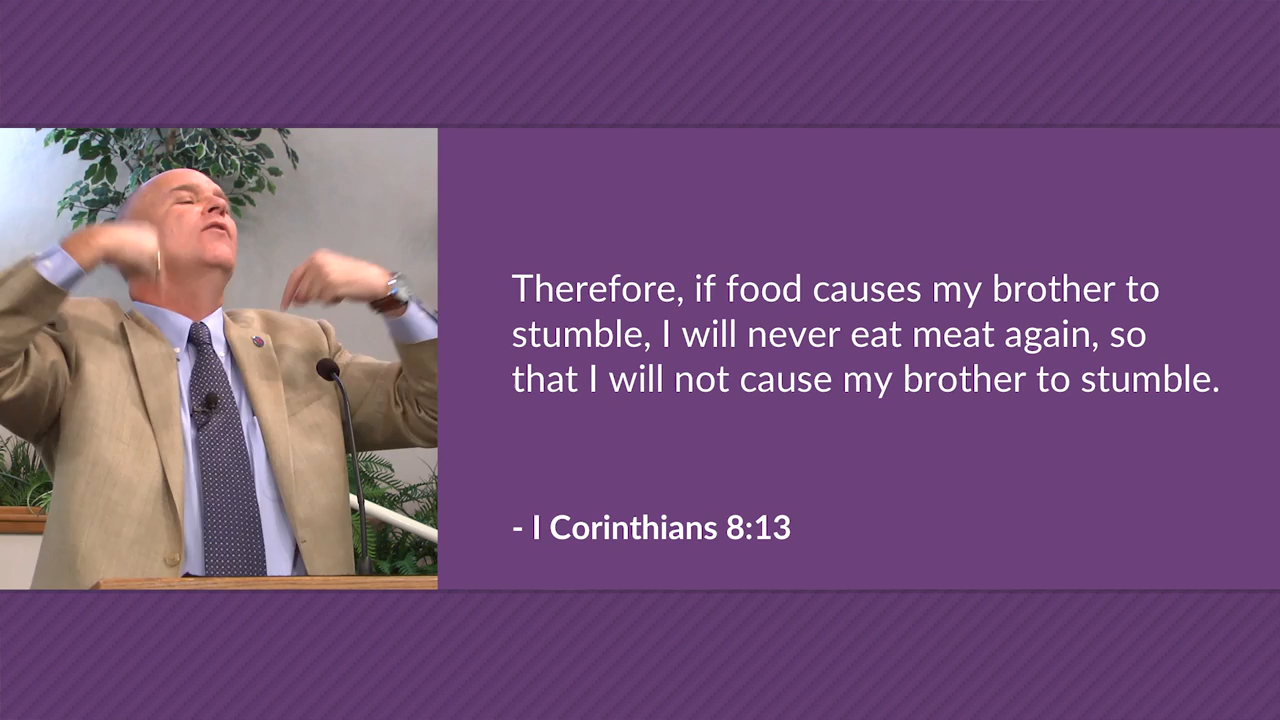 Therefore, if food causes my brother to
stumble, I will never eat meat again, so
that I will not cause my brother to stumble.
- I Corinthians 8:13